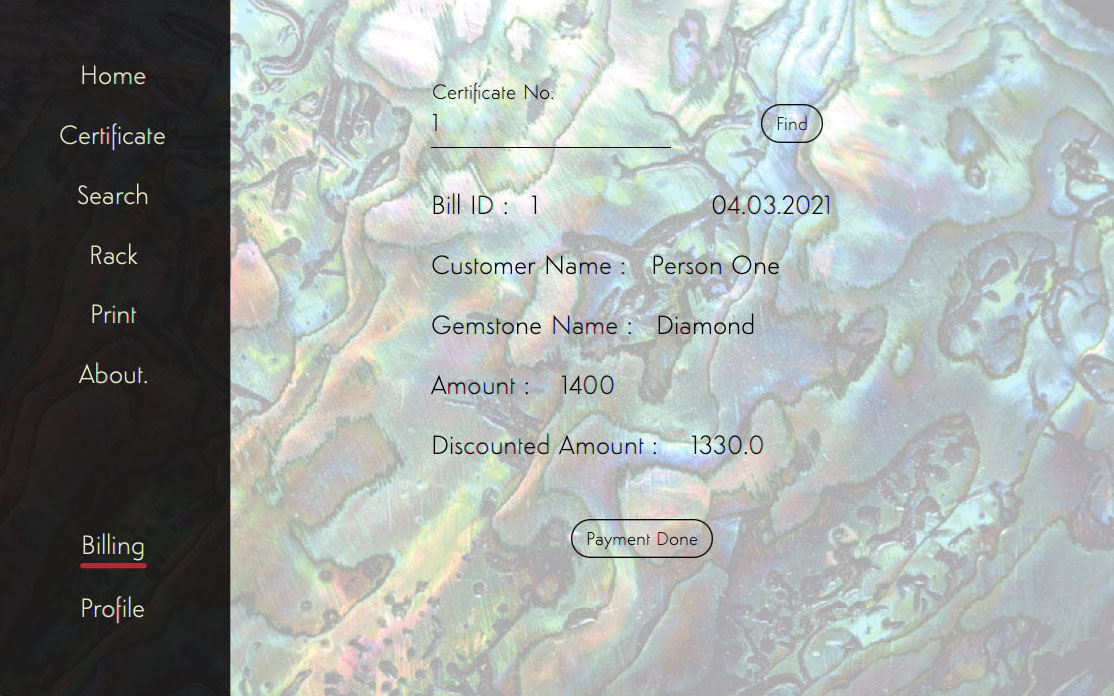 Home
Certificate
Search
Rack
Print
About.
Billing
Profile
Certificate No.
1
Find
Bill ID : 1 04.03.2021
Customer Name : Person One
Gemstone Name : Diamond
Amount : 1400
Discounted Amount : 1330.0
Payment Done